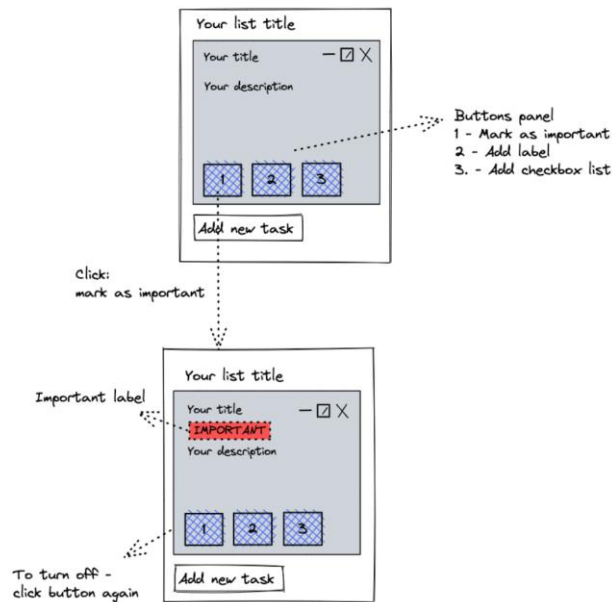 Your list title
Your title
Your description
Buttons panel
1 - Mark as important
2 - Add label
3. - Add checkbox list
1 2 3
Add new task
Click:
mark as important
Your list title
Important label
Your title
IMPORTANT
Your description
1 2 3
To turn off -
click button again
Add new task